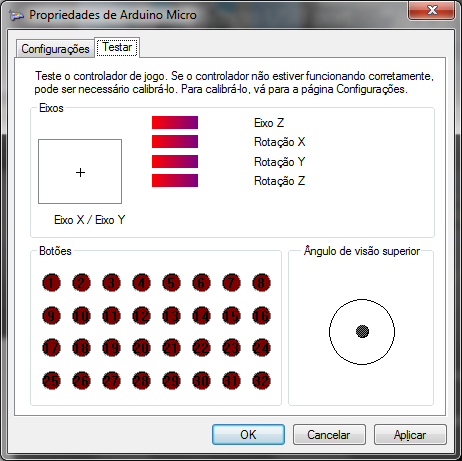 Propriedades de Arduino Micro
Configurações
Testar
Teste o controlador de jogo. Se o controlador não estiver funcionando corretamente,
pode ser necessário calibrá-lo. Para calibrá-lo, vá para a página Configurações.
Eixos
Eixo Z
Rotação X
Rotação Y
Rotação Z
Eixo X / Eixo Y
Botões
1 2 3 4 5 6 7 8
9 10 11 12 13 14 15 16
17 18 19 20 21 22 23 24
25 26 27 28 29 30 31 32
Ângulo de visão superior
OK
Cancelar
Aplicar